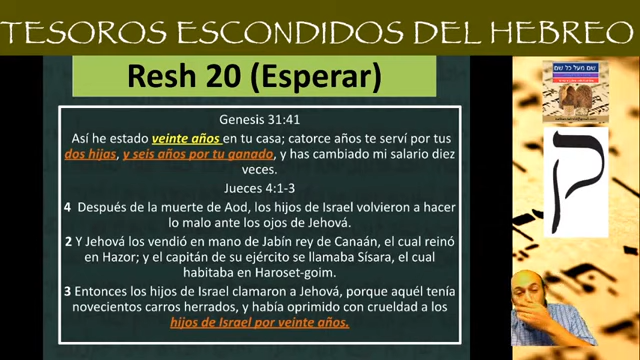 TESOROS ESCONDIDOS DEL HEBREO
Resh 20 (Esperar)
Genesis 31:41
Así he estado veinte años en tu casa; catorce años te serví por tus
dos hijas, y seis años por tu ganado, y has cambiado mi salario diez
veces.
Jueces 4:1-3
4 Después de la muerte de Aod, los hijos de Israel volvieron a hacer
lo malo ante los ojos de Jehová.
2 Y Jehová los vendió en mano de Jabín rey de Canaán, el cual reinó
en Hazor; y el capitán de su ejército se llamaba Sísara, el cual
habitaba en Haroset-goim.
3 Entonces los hijos de Israel clamaron a Jehová, porque aquél tenía
novecientos carros herrados, y había oprimido con crueldad a los
hijos de Israel por veinte años.
שם מעל כל שם
ק